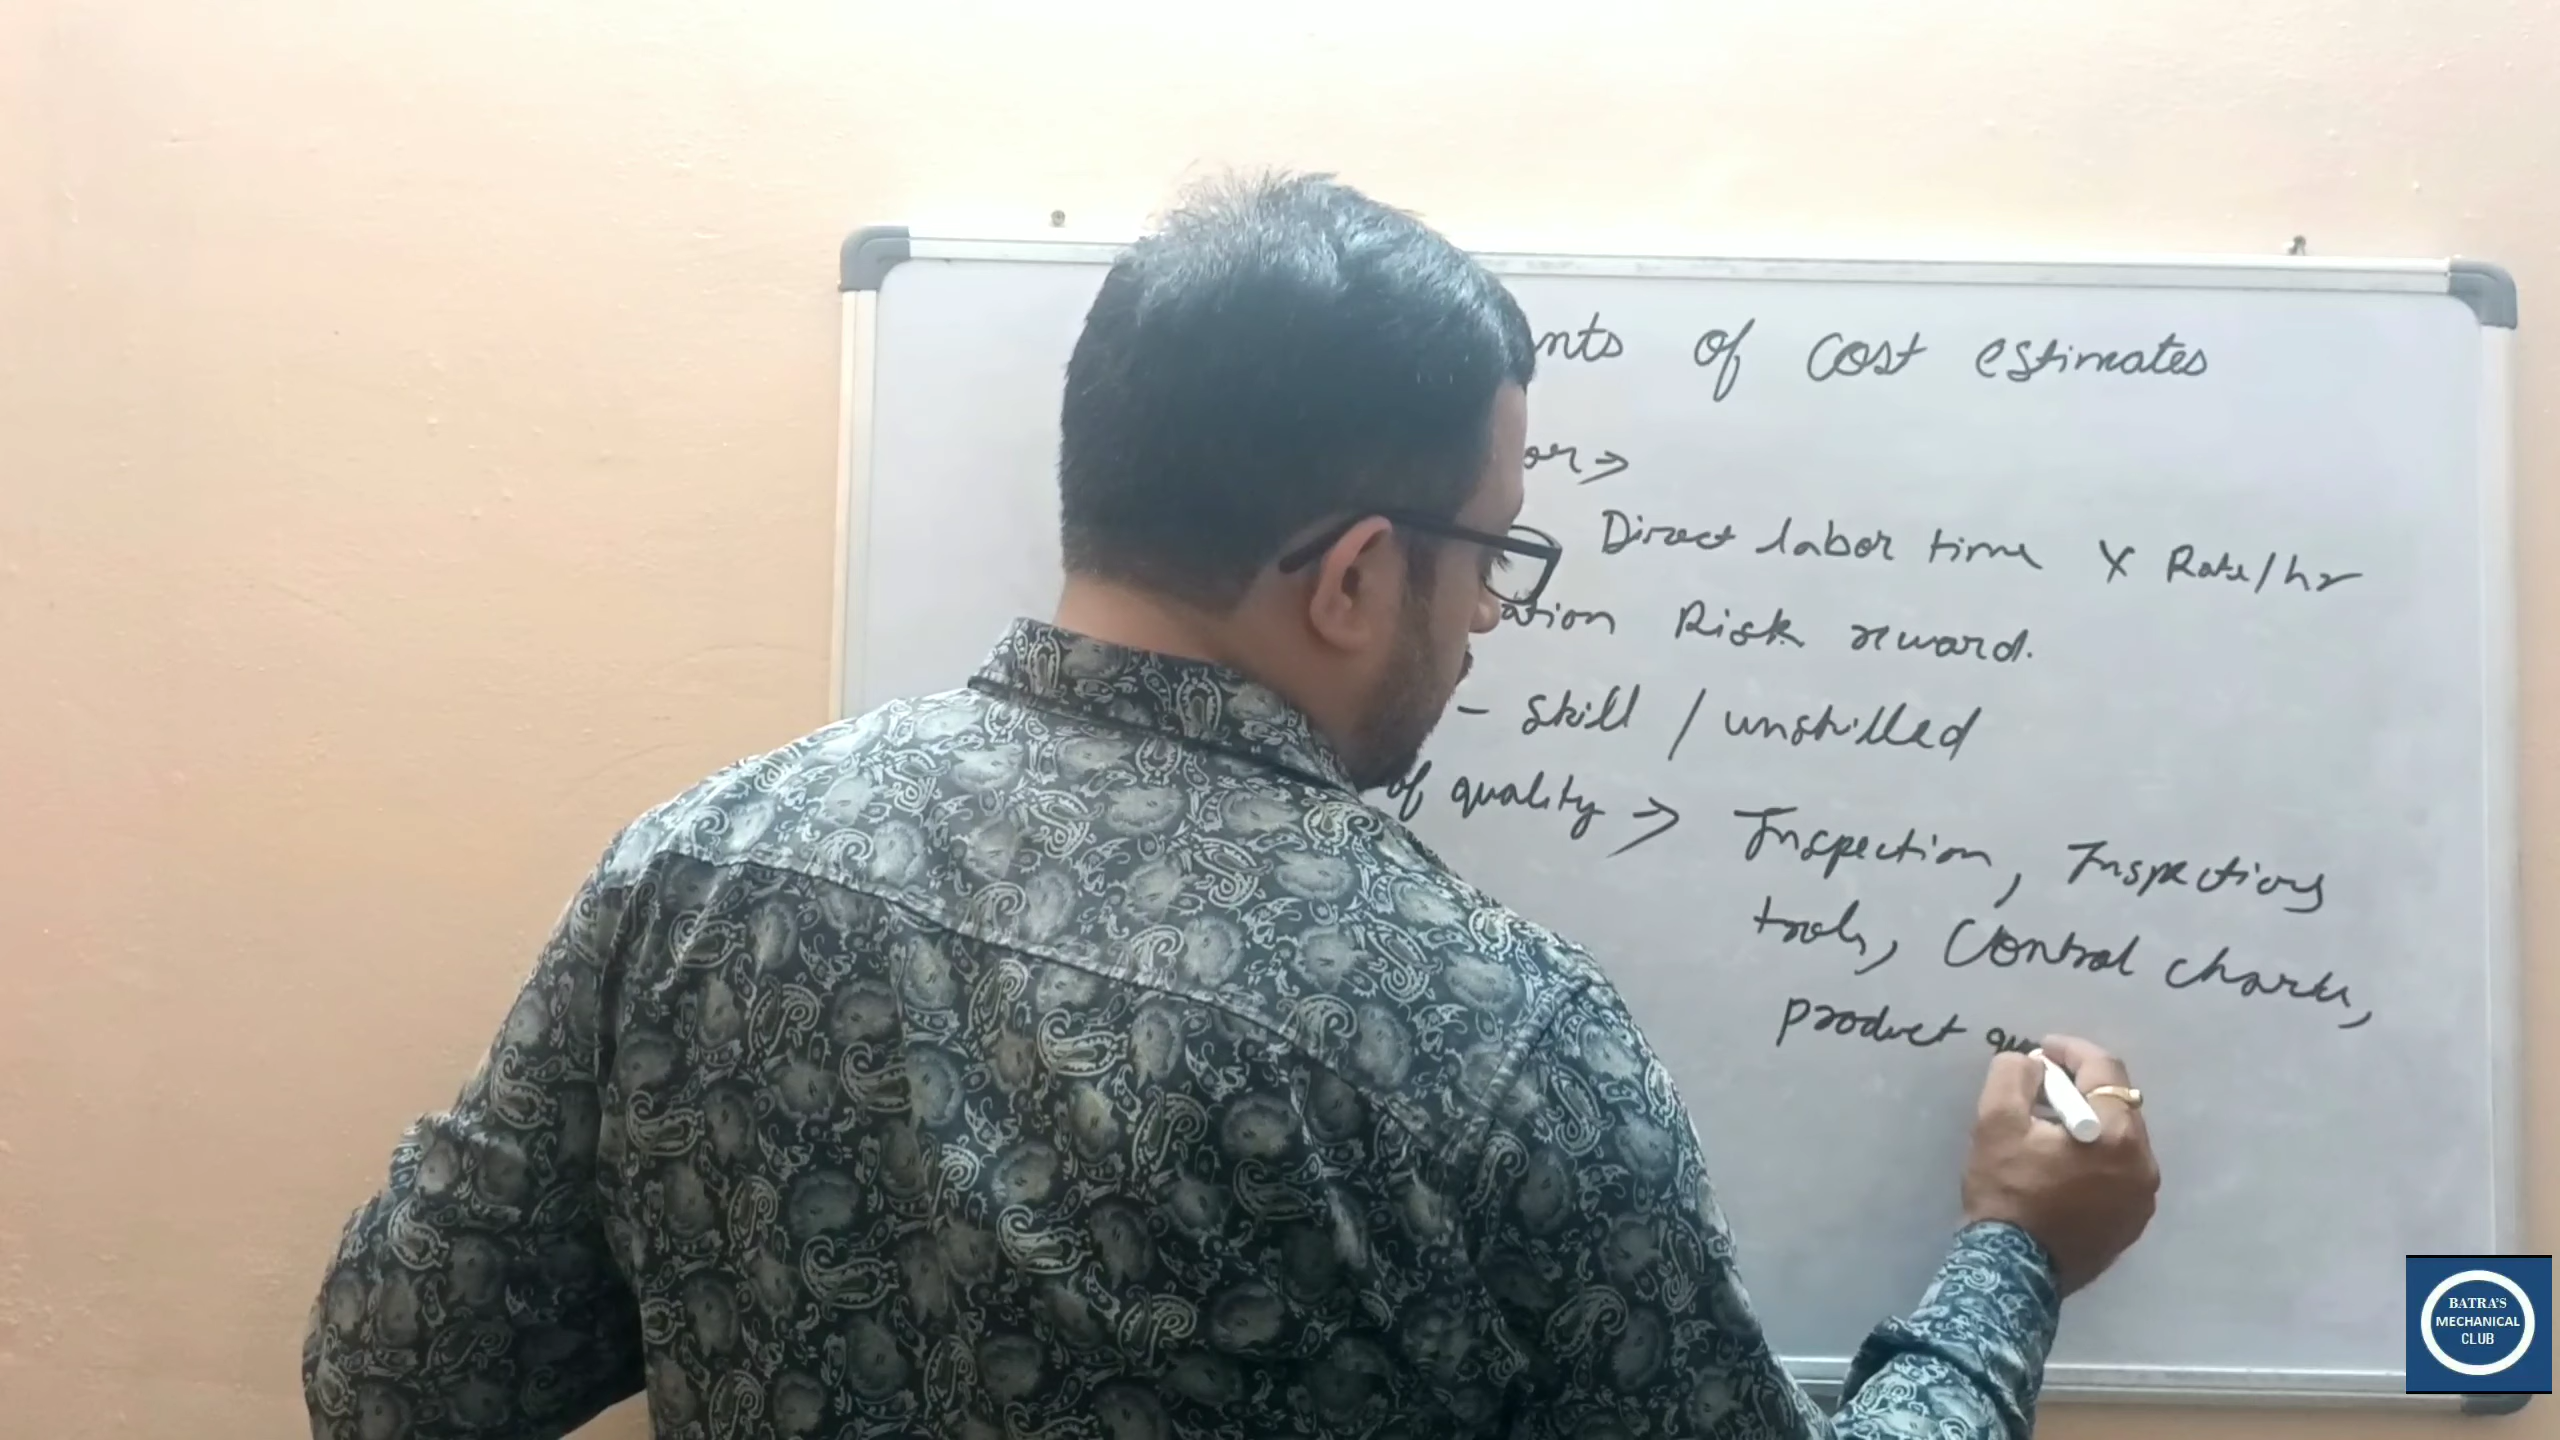 nts of cost estimates
or →
Direct labor time X Rate/hr
ation Risk reward.
- skill / unskilled
of quality → Inspection, Inspection
tools, Control charts,
product qu
BATRA'S
MECHANICAL
CLUB